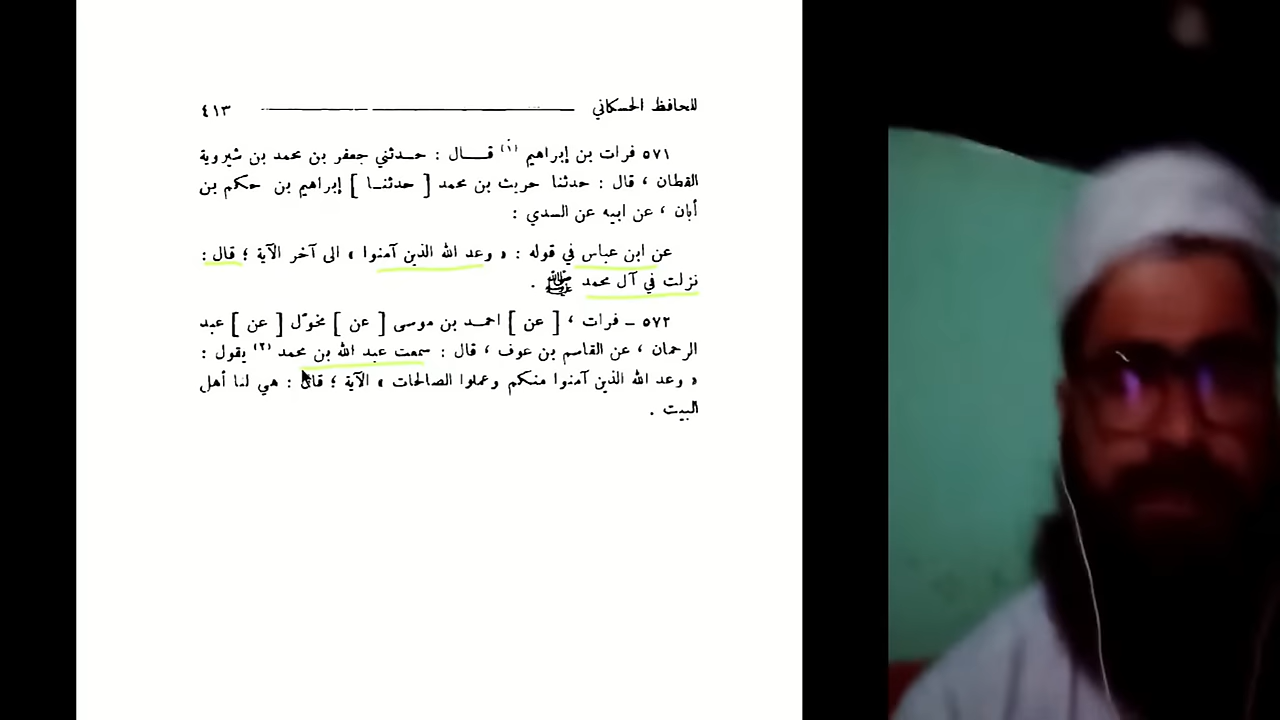 للحافظ الحسكاني ٤١٣
٥٧١ فرات بن إبراهيم (١) قال : حدثني جعفر بن محمد بن شيروية
القطان ، قال : حدثنا حريث بن محمد [ حدثنا ] إبراهيم بن حكم بن
أبان ، عن ابيه عن السدي :
عن ابن عباس في قوله : « وعد الله الذين آمنوا » الى آخر الآية ؛ قال :
نزلت في آل محمد ﷺ .
٥٧٢ ـ فرات ، [ عن ] احمد بن موسى [ عن ] مخوّل [ عن ] عبد
الرحمان ، عن القاسم بن عوف ، قال : سمعت عبد الله بن محمد (٢) يقول :
« وعد الله الذين آمنوا منكم وعملوا الصالحات » الآية ؛ قال : هي لنا أهل
البيت .